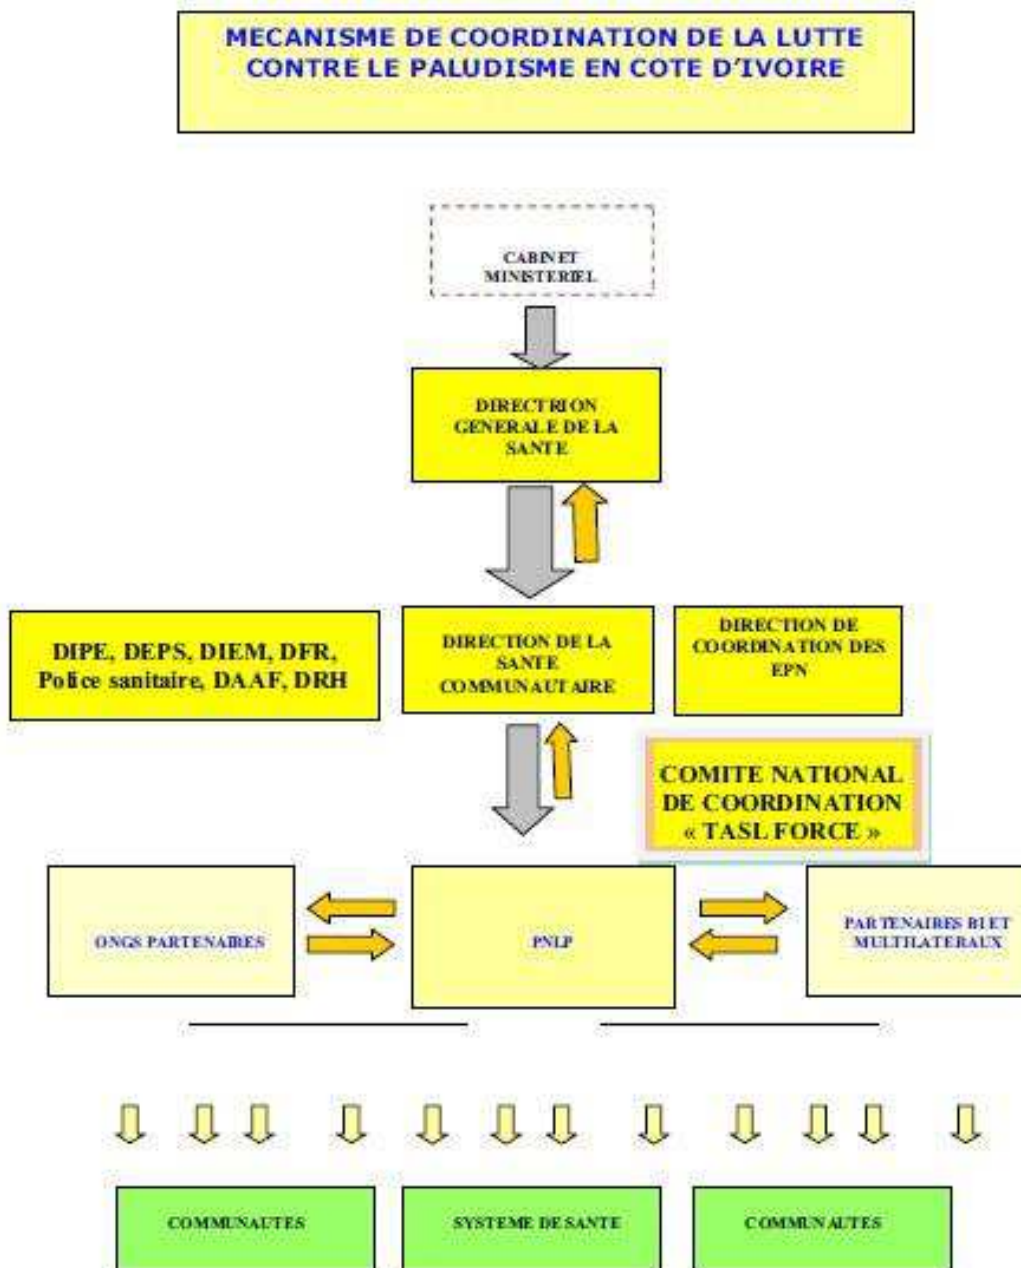 MECANISME DE COORDINATION DE LA LUTTE
CONTRE LE PALUDISME EN COTE D'IVOIRE
CABINET
MINISTERIEL
DIRECTRION
GENERALE DE LA
SANTE
DIPE, DEPS, DIEM, DFR,
Police sanitaire, DAAF, DRH
DIRECTION DE LA
SANTE
COMMUNAUTAIRE
DIRECTION DE
COORDINATION DES
EPN
COMITE NATIONAL
DE COORDINATION
« TASL FORCE »
ONGS PARTENAIRES
PNLP
PARTENAIRES BI ET
MULTILATERAUX
COMMUNAUTES
SYSTEME DE SANTE
COMMUNAUTES